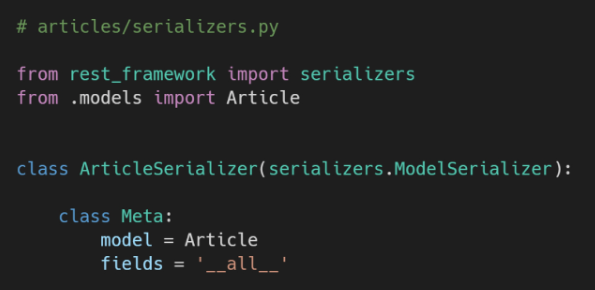 # articles/serializers.py
from rest_framework import serializers
from .models import Article
class ArticleSerializer(serializers.ModelSerializer):
class Meta:
model = Article
fields = '__all__'